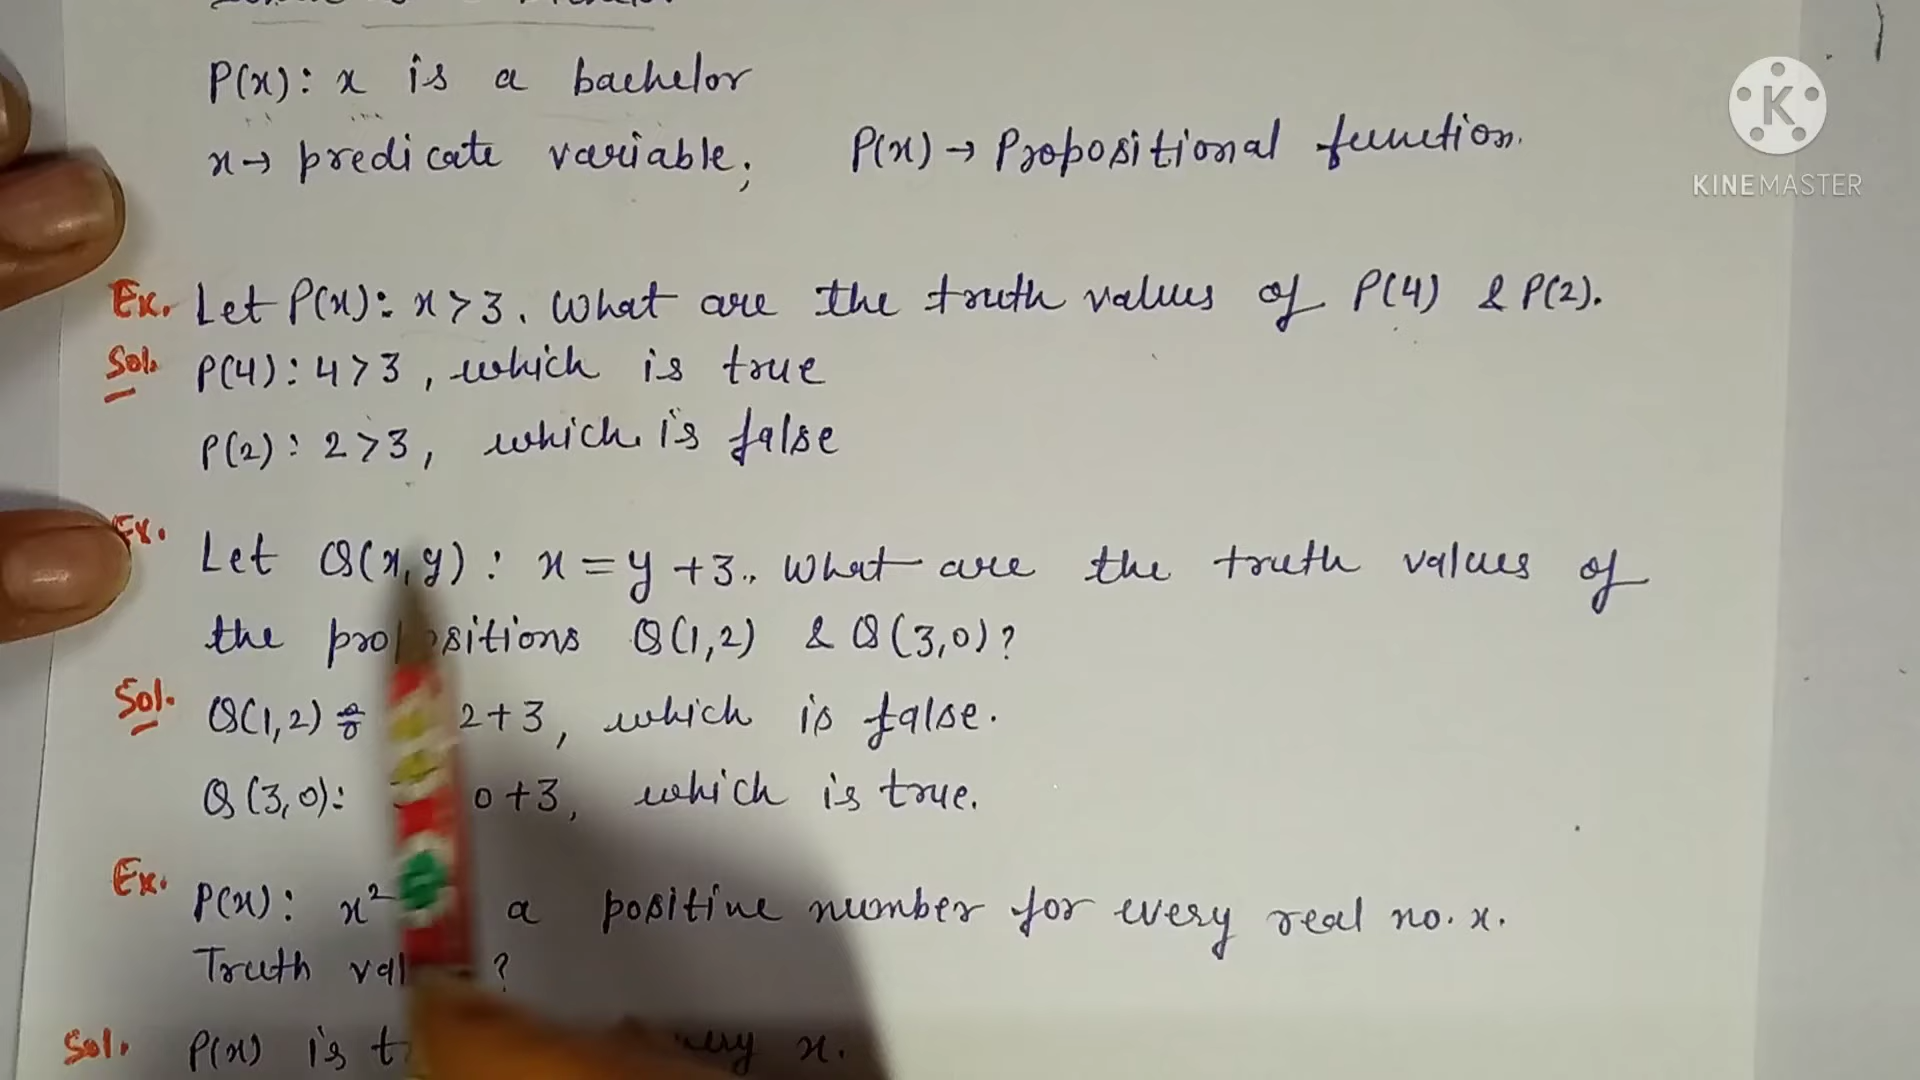 P(x): x is a bachelor
x → predicate variable; P(x) → Propositional function.
KINEMASTER
Ex. Let P(x): x > 3. What are the truth values of P(4) & P(2).
Sol. P(4): 4 > 3, which is true
P(2): 2 > 3, which is false
Ex.
Let Q(x,y): x = y + 3. What are the truth values of
the propositions Q(1,2) & Q(3,0)?
Sol. Q(1,2) 2+3, which is false.
Q(3,0): 0+3, which is true.
Ex. P(x): x² a positive number for every real no. x.
Truth ?
Sol. P(x) is x.